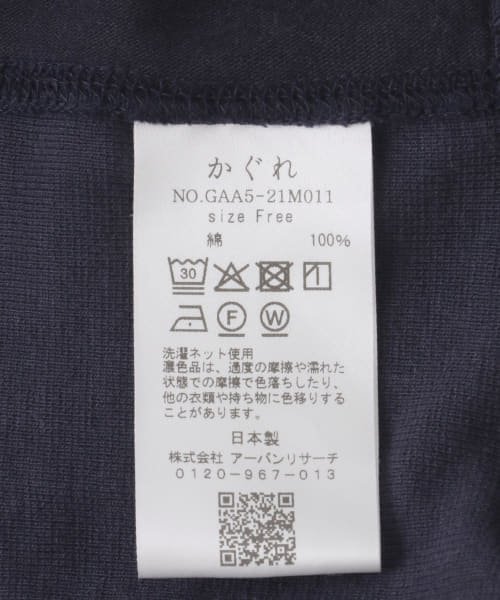 かぐれ
NO.GAA5-21M011
size Free
綿 100%
30
F W
洗濯ネット使用
濃色品は、過度の摩擦や濡れた
状態での摩擦で色落ちしたり、
他の衣類や持ち物に色移りする
ことがあります。
日本製
株式会社 アーバンリサーチ
0120-967-013